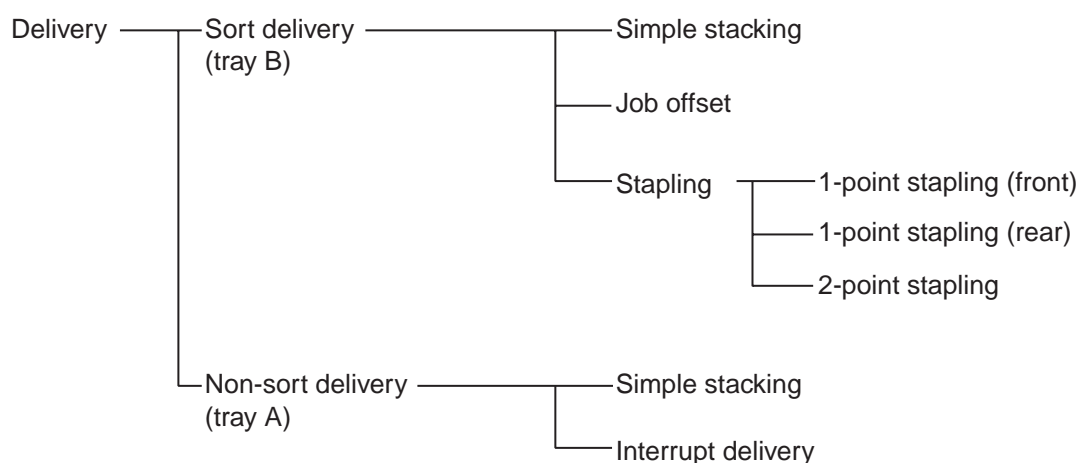 Delivery
Sort delivery
(tray B)
Simple stacking
Job offset
Stapling
1-point stapling (front)
1-point stapling (rear)
2-point stapling
Non-sort delivery
(tray A)
Simple stacking
Interrupt delivery